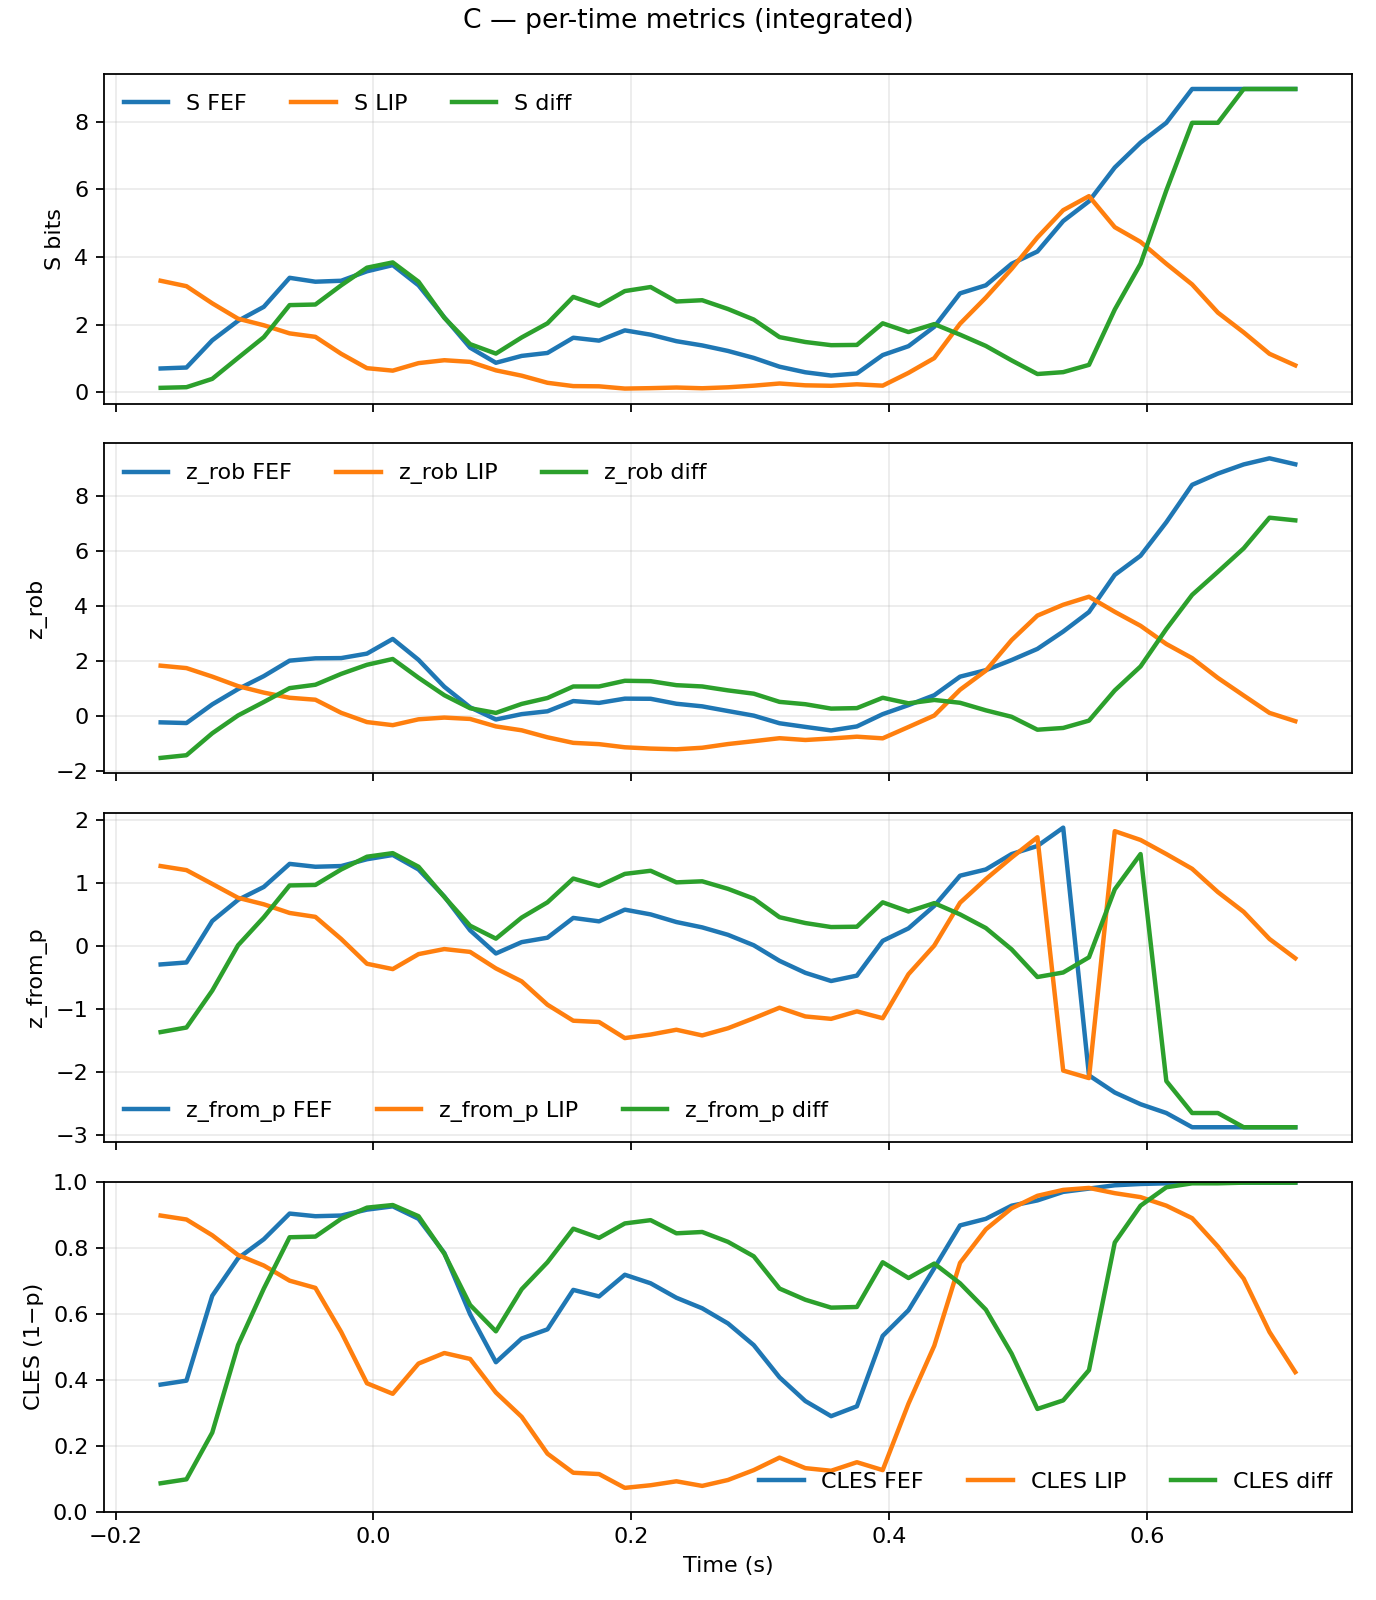 C — per-time metrics (integrated)
S FEF S LIP S diff
8
6
4
2
0
S bits
z_rob FEF z_rob LIP z_rob diff
8
6
4
2
0
−2
z_rob
2
1
0
−1
−2
−3
z_from_p
z_from_p FEF z_from_p LIP z_from_p diff
1.0
0.8
0.6
0.4
0.2
0.0
CLES (1−p)
CLES FEF CLES LIP CLES diff
−0.2 0.0 0.2 0.4 0.6
Time (s)